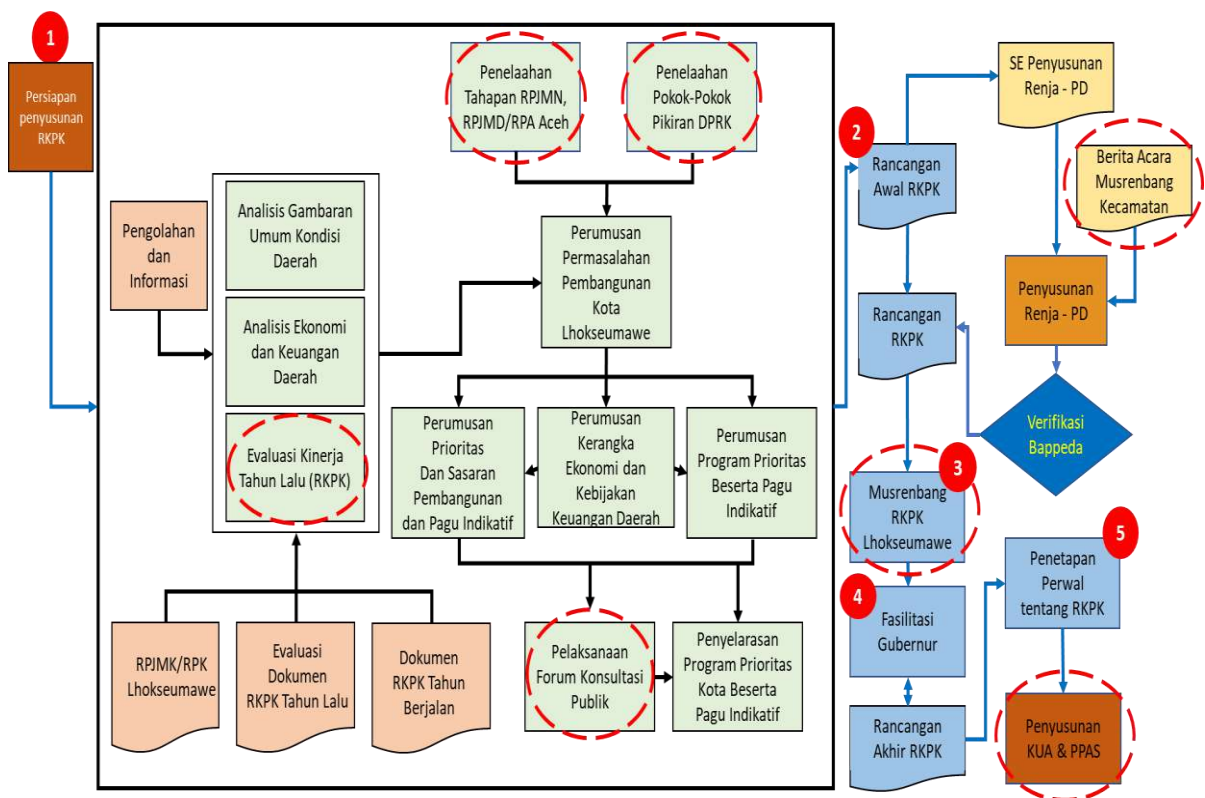 1
Persiapan
penyusunan
RKPK
Pengolahan
dan
Informasi
Analisis Gambaran
Umum Kondisi
Daerah
Analisis Ekonomi
dan Keuangan
Daerah
Evaluasi Kinerja
Tahun Lalu (RKPK)
RPJMK/RPK
Lhokseumawe
Evaluasi
Dokumen
RKPK Tahun Lalu
Dokumen
RKPK Tahun
Berjalan
Penelaahan
Tahapan RPJMN,
RPJMD/RPA Aceh
Penelaahan
Pokok-Pokok
Pikiran DPRK
Perumusan
Permasalahan
Pembangunan
Kota
Lhokseumawe
Perumusan
Prioritas
Dan Sasaran
Pembangunan
dan Pagu Indikatif
Perumusan
Kerangka
Ekonomi dan
Kebijakan
Keuangan Daerah
Perumusan
Program Prioritas
Beserta Pagu
Indikatif
Pelaksanaan
Forum Konsultasi
Publik
Penyelarasan
Program Prioritas
Kota Beserta
Pagu Indikatif
2
Rancangan
Awal RKPK
SE Penyusunan
Renja - PD
Berita Acara
Musrenbang
Kecamatan
Penyusunan
Renja - PD
Verifikasi
Bappeda
Rancangan
RKPK
3
Musrenbang
RKPK
Lhokseumawe
4
Fasilitasi
Gubernur
Rancangan
Akhir RKPK
5
Penetapan
Perwal
tentang RKPK
Penyusunan
KUA & PPAS